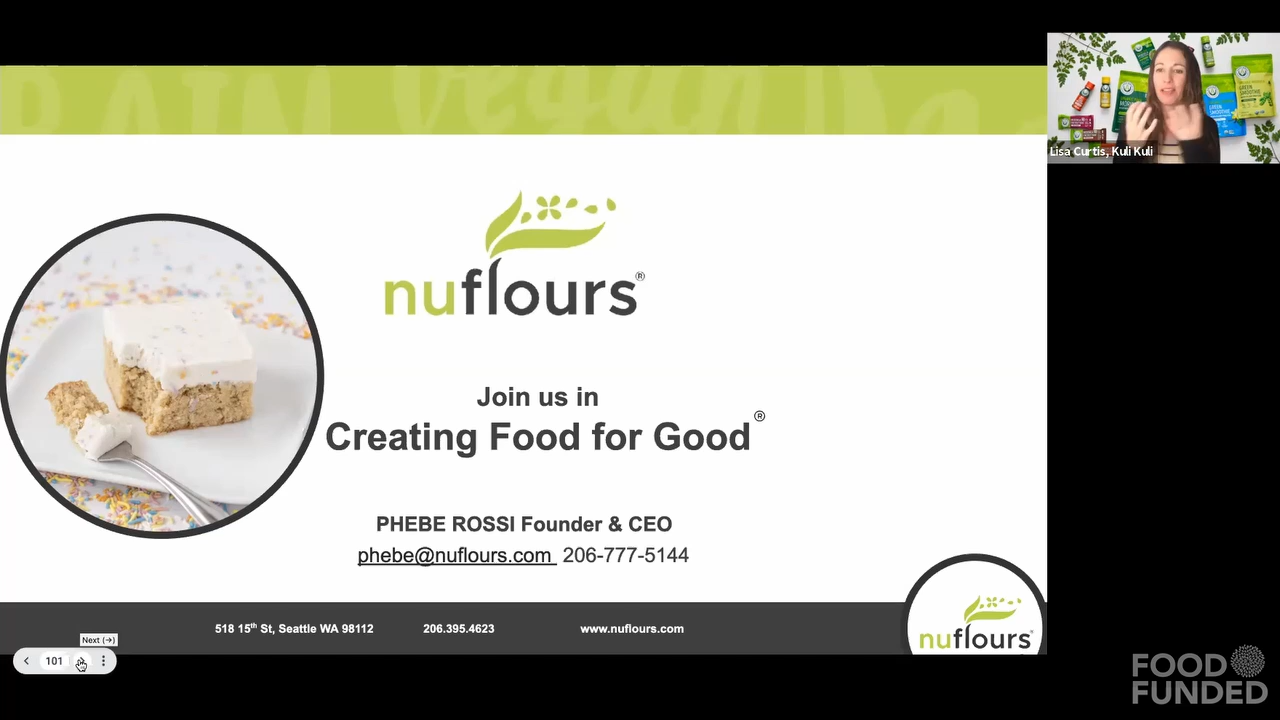 nuflours®
Join us in
Creating Food for Good®
PHEBE ROSSI Founder & CEO
phebe@nuflours.com 206-777-5144
518 15th St, Seattle WA 98112 206.395.4623 www.nuflours.com
nuflours®
Next (→)
101
Lisa Curtis, Kuli Kuli
GREEN SMOOTHIE
FOOD
FUNDED